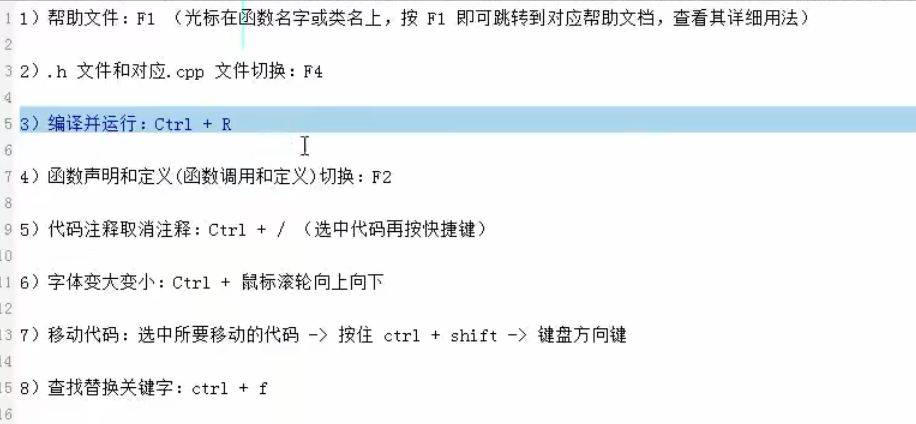 1 1) 帮助文件: F1 (光标在函数名字或类名上, 按 F1 即可跳转到对应帮助文档, 查看其详细用法)
2
3 2).h 文件和对应.cpp 文件切换: F4
4
5 3) 编译并运行: Ctrl + R
6
7 4) 函数声明和定义(函数调用和定义)切换: F2
8
9 5) 代码注释取消注释: Ctrl + / (选中代码再按快捷键)
10
11 6) 字体变大变小: Ctrl + 鼠标滚轮向上向下
12
13 7) 移动代码: 选中所要移动的代码 -> 按住 ctrl + shift -> 键盘方向键
14
15 8) 查找替换关键字: ctrl + f
16